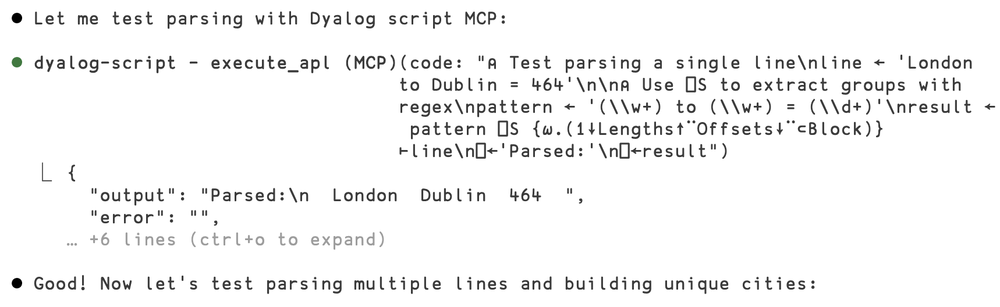 ● Let me test parsing with Dyalog script MCP:
● dyalog-script - execute_apl (MCP)(code: "⍝ Test parsing a single line\nline ← 'London
to Dublin = 464'\n\n⍝ Use ⎕S to extract groups with
regex\npattern ← '(\\w+) to (\\w+) = (\\d+)'\nresult ←
pattern ⎕S {⍵.(1↓Lengths↑¨Offsets↓¨⊂Block)}
⊢line\n⎕←'Parsed:'\n⎕←result")
⎿ {
"output": "Parsed:\n  London  Dublin  464  ",
"error": "",
… +6 lines (ctrl+o to expand)
● Good! Now let's test parsing multiple lines and building unique cities: